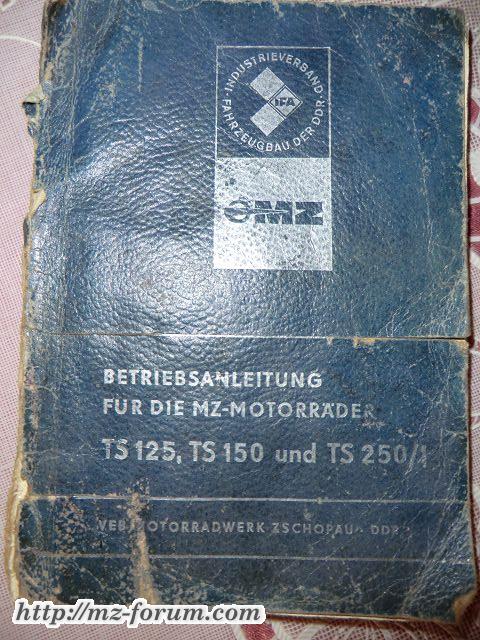 INDUSTRIEVERBAND
FAHRZEUGBAU DER DDR
IFA
MZ
BETRIEBSANLEITUNG
FÜR DIE MZ-MOTORRÄDER
TS 125, TS 150 und TS 250/1
VEB MOTORRADWERK ZSCHOPAU · DDR
http://mz-forum.com